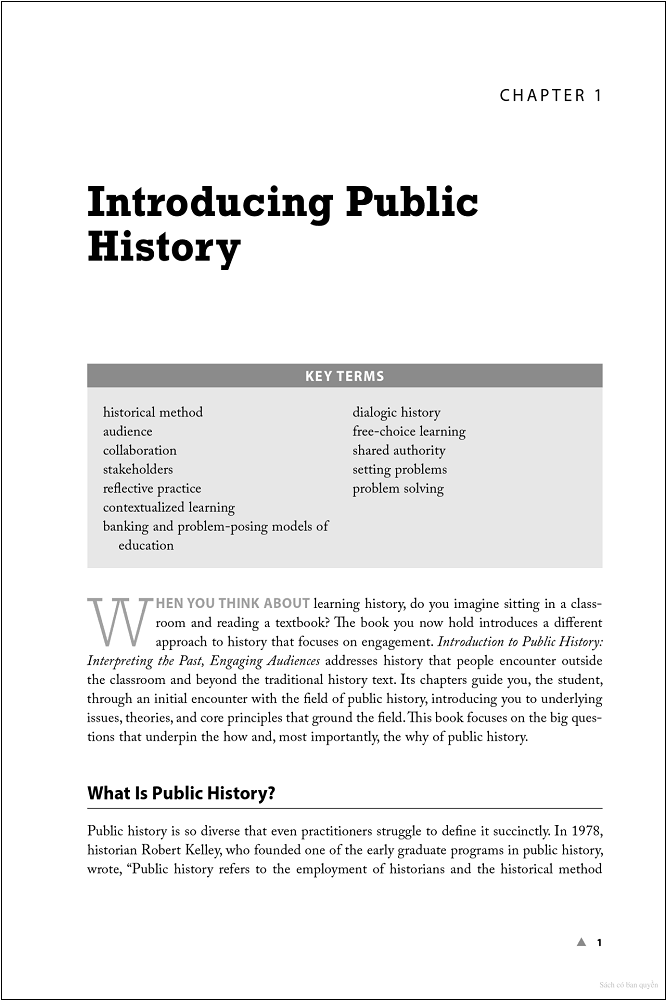 CHAPTER 1
Introducing Public
History
KEY TERMS
historical method
audience
collaboration
stakeholders
reflective practice
contextualized learning
banking and problem-posing models of
education
dialogic history
free-choice learning
shared authority
setting problems
problem solving
WHEN YOU THINK ABOUT learning history, do you imagine sitting in a class-
room and reading a textbook? The book you now hold introduces a different
approach to history that focuses on engagement. Introduction to Public History:
Interpreting the Past, Engaging Audiences addresses history that people encounter outside
the classroom and beyond the traditional history text. Its chapters guide you, the student,
through an initial encounter with the field of public history, introducing you to underlying
issues, theories, and core principles that ground the field. This book focuses on the big ques-
tions that underpin the how and, most importantly, the why of public history.
What Is Public History?
Public history is so diverse that even practitioners struggle to define it succinctly. In 1978,
historian Robert Kelley, who founded one of the early graduate programs in public history,
wrote, “Public history refers to the employment of historians and the historical method
▲ 1
Sách có bản quyền